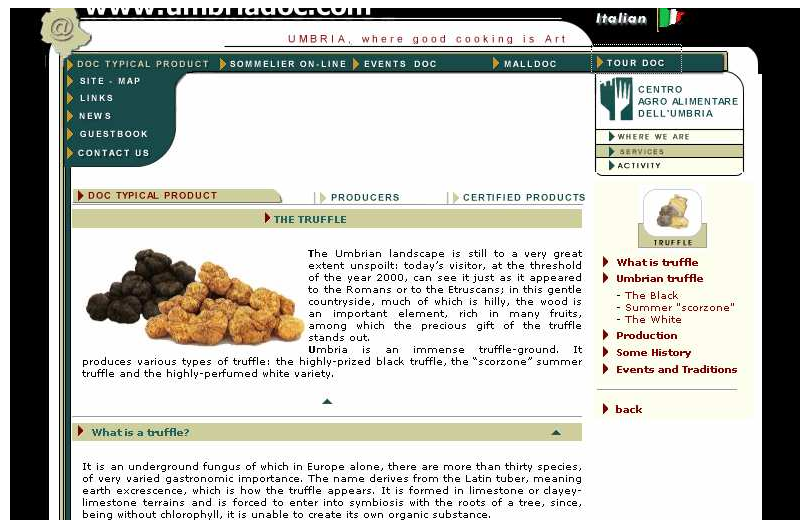 www.umbriadoc.com
Italian
UMBRIA, where good cooking is Art
DOC TYPICAL PRODUCT
SOMMELIER ON-LINE
EVENTS DOC
MALLDOC
TOUR DOC
SITE - MAP
LINKS
NEWS
GUESTBOOK
CONTACT US
CENTRO
AGRO ALIMENTARE
DELL'UMBRIA
WHERE WE ARE
SERVICES
ACTIVITY
DOC TYPICAL PRODUCT
PRODUCERS
CERTIFIED PRODUCTS
THE TRUFFLE
The Umbrian landscape is still to a very great
extent unspoilt: today's visitor, at the threshold
of the year 2000, can see it just as it appeared
to the Romans or to the Etruscans; in this gentle
countryside, much of which is hilly, the wood is
an important element, rich in many fruits,
among which the precious gift of the truffle
stands out.
Umbria is an immense truffle-ground. It
produces various types of truffle: the highly-prized black truffle, the "scorzone" summer
truffle and the highly-perfumed white variety.
What is a truffle?
It is an underground fungus of which in Europe alone, there are more than thirty species,
of very varied gastronomic importance. The name derives from the Latin tuber, meaning
earth excrescence, which is how the truffle appears. It is formed in limestone or clayey-
limestone terrains and is forced to enter into symbiosis with the roots of a tree, since,
being without chlorophyll, it is unable to create its own organic substance.
TRUFFLE
What is truffle
Umbrian truffle
- The Black
- Summer "scorzone"
- The White
Production
Some History
Events and Traditions
back